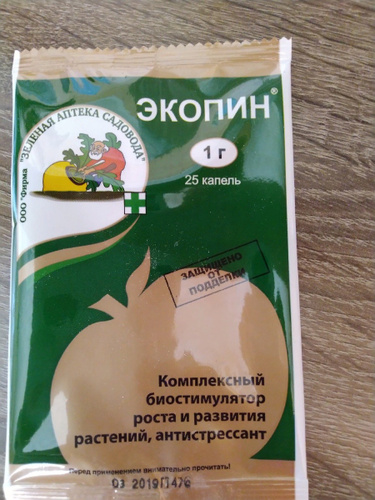 ООО "Фирма "ЗЕЛЕНАЯ АПТЕКА САДОВОДА"
ЭКОПИН®
1 г
25 капель
ЗАЩИЩЕНО
ОТ
ПОДДЕЛКИ
Комплексный
биостимулятор
роста и развития
растений, антистрессант
Перед применением внимательно прочитать!
03 2019